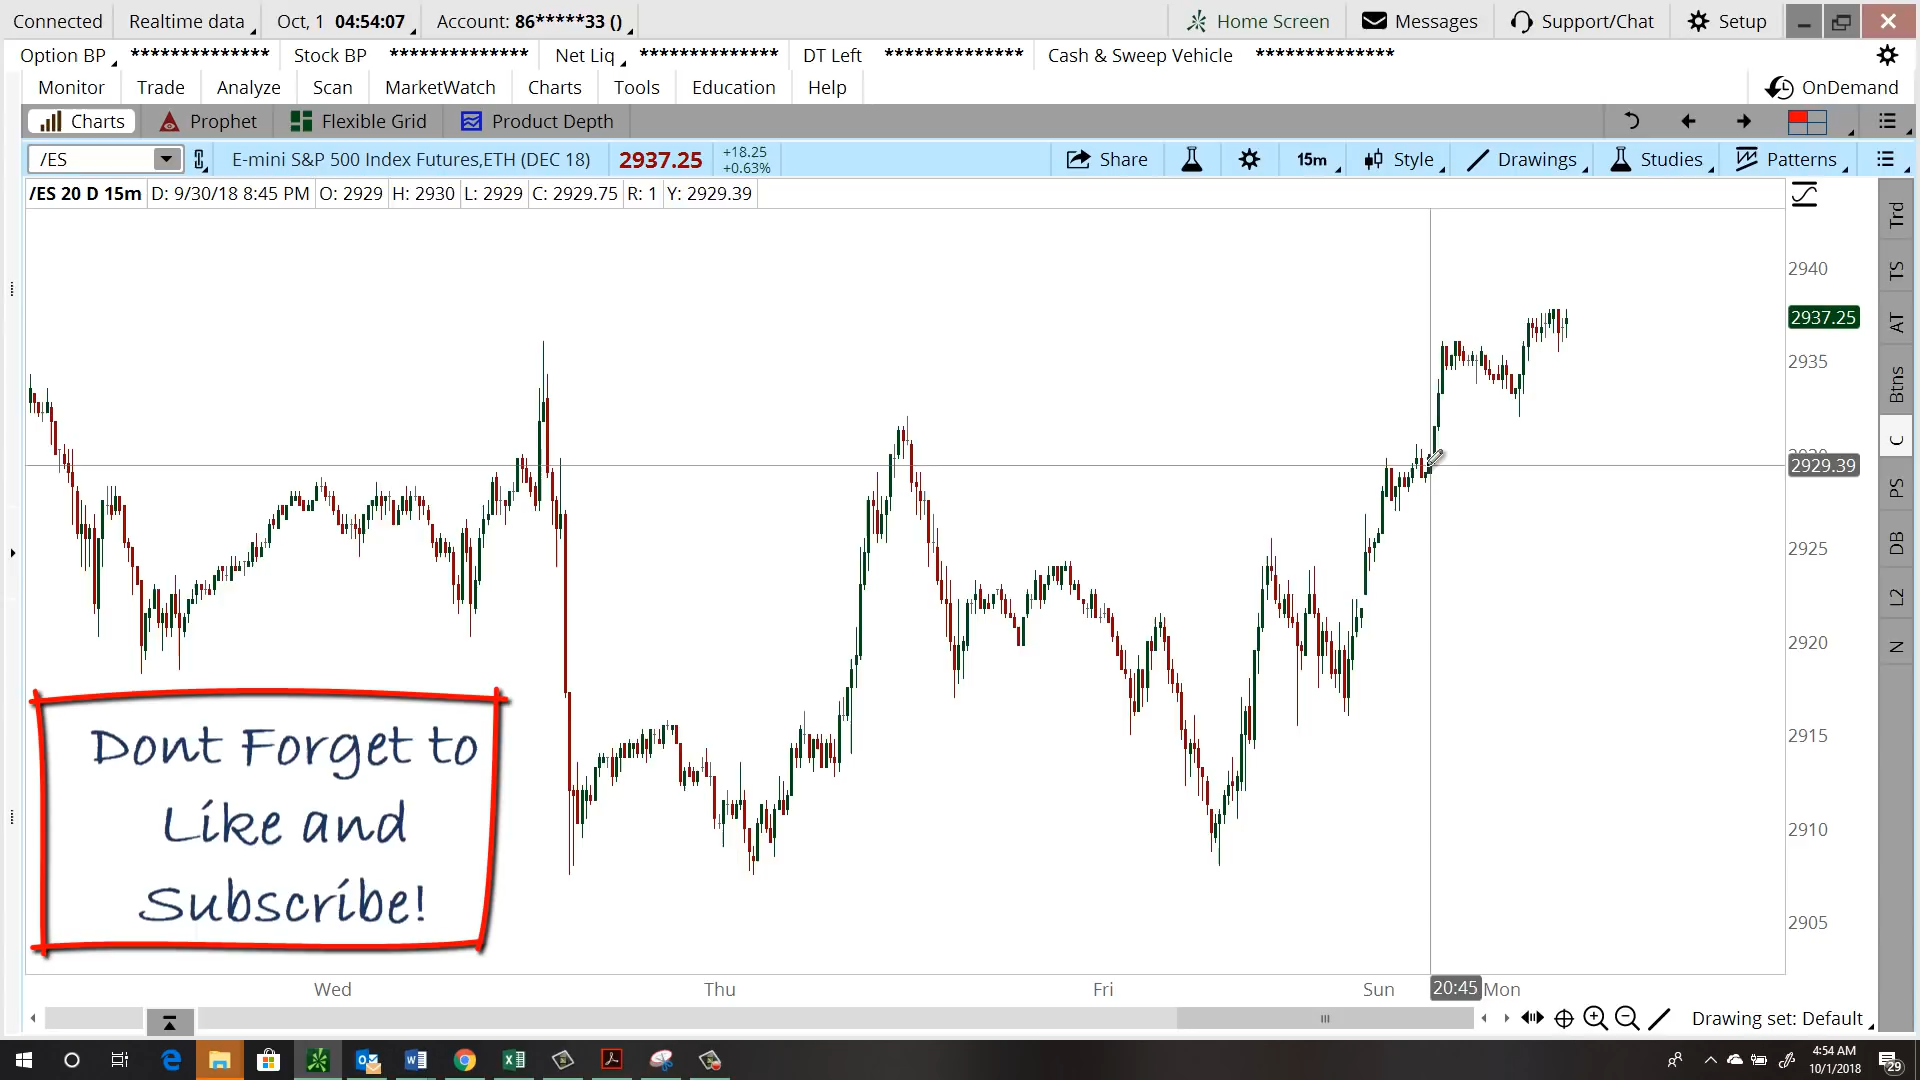 Connected Realtime data Oct, 1 04:54:07 Account: 86*****33 () Home Screen Messages Support/Chat Setup
Option BP ************** Stock BP ************** Net Liq ************** DT Left ************** Cash & Sweep Vehicle **************
Monitor Trade Analyze Scan MarketWatch Charts Tools Education Help OnDemand
Charts Prophet Flexible Grid Product Depth
/ES E-mini S&P 500 Index Futures,ETH (DEC 18) 2937.25 +18.25 +0.63% Share 15m Style Drawings Studies Patterns
/ES 20 D 15m D: 9/30/18 8:45 PM O: 2929 H: 2930 L: 2929 C: 2929.75 R: 1 Y: 2929.39
2940
2937.25
2935
2929.39
2925
2920
2915
2910
2905
Trd
TS
AT
Btns
C
PS
DB
L2
N
Dont Forget to
Like and
Subscribe!
Wed Thu Fri Sun 20:45 Mon
Drawing set: Default
4:54 AM
10/1/2018
29